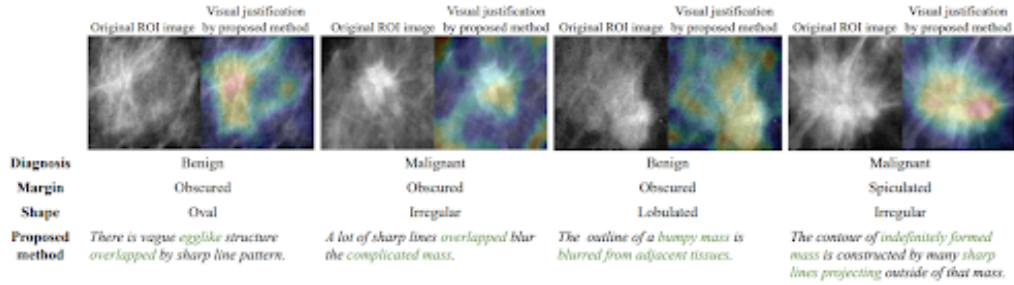 Original ROI image Visual justification by proposed method Original ROI image Visual justification by proposed method Original ROI image Visual justification by proposed method Original ROI image Visual justification by proposed method
Diagnosis Benign Malignant Benign Malignant
Margin Obscured Obscured Obscured Spiculated
Shape Oval Irregular Lobulated Irregular
Proposed There is vague egglike structure A lot of sharp lines overlapped blur The outline of a bumpy mass is The contour of indefinitely formed
method overlapped by sharp line pattern. the complicated mass. blurred from adjacent tissues. mass is constructed by many sharp
lines projecting outside of that mass.